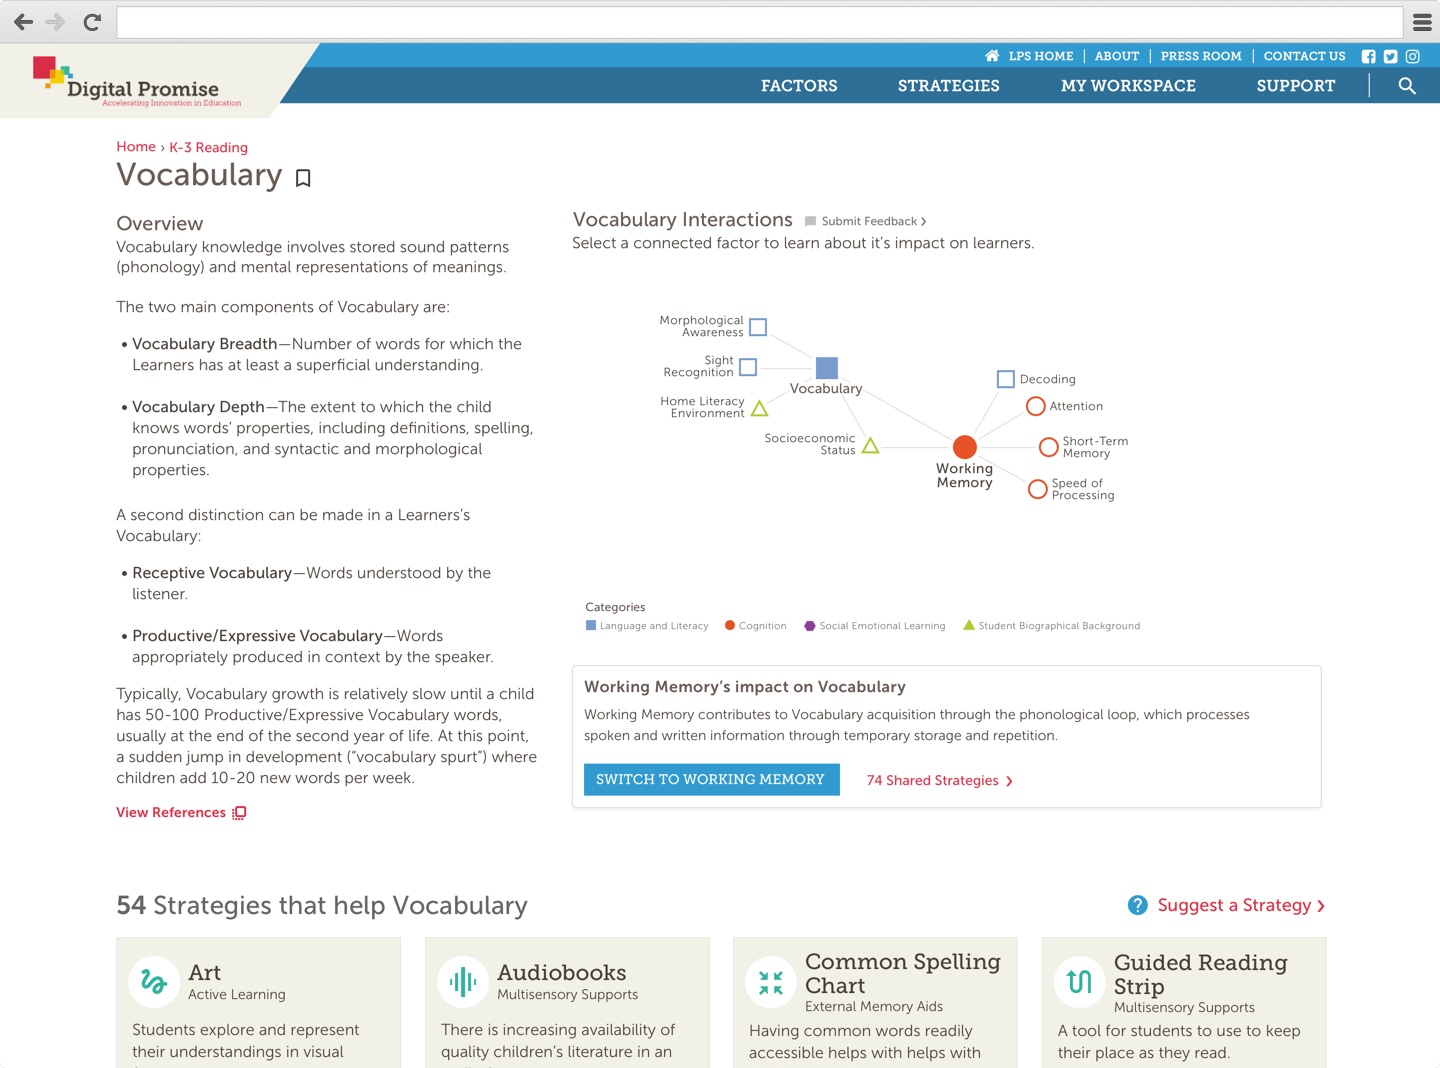 LPS HOME
ABOUT
PRESS ROOM
CONTACT US
Digital Promise
Accelerating Innovation in Education
FACTORS
STRATEGIES
MY WORKSPACE
SUPPORT
Home › K-3 Reading
Vocabulary
Overview
Vocabulary knowledge involves stored sound patterns
(phonology) and mental representations of meanings.
The two main components of Vocabulary are:
• Vocabulary Breadth—Number of words for which the
Learners has at least a superficial understanding.
• Vocabulary Depth—The extent to which the child
knows words’ properties, including definitions, spelling,
pronunciation, and syntactic and morphological
properties.
A second distinction can be made in a Learners’s
Vocabulary:
• Receptive Vocabulary—Words understood by the
listener.
• Productive/Expressive Vocabulary—Words
appropriately produced in context by the speaker.
Typically, Vocabulary growth is relatively slow until a child
has 50-100 Productive/Expressive Vocabulary words,
usually at the end of the second year of life. At this point,
a sudden jump in development (“vocabulary spurt”) where
children add 10-20 new words per week.
View References
Vocabulary Interactions
Submit Feedback ›
Select a connected factor to learn about it’s impact on learners.
Morphological
Awareness
Sight
Recognition
Home Literacy
Environment
Vocabulary
Socioeconomic
Status
Working
Memory
Decoding
Attention
Short-Term
Memory
Speed of
Processing
Categories
Language and Literacy
Cognition
Social Emotional Learning
Student Biographical Background
Working Memory’s impact on Vocabulary
Working Memory contributes to Vocabulary acquisition through the phonological loop, which processes
spoken and written information through temporary storage and repetition.
SWITCH TO WORKING MEMORY
74 Shared Strategies ›
54 Strategies that help Vocabulary
? Suggest a Strategy ›
Art
Active Learning
Students explore and represent
their understandings in visual
Audiobooks
Multisensory Supports
There is increasing availability of
quality children’s literature in an
Common Spelling
Chart
External Memory Aids
Having common words readily
accessible helps with helps with
Guided Reading
Strip
Multisensory Supports
A tool for students to use to keep
their place as they read.